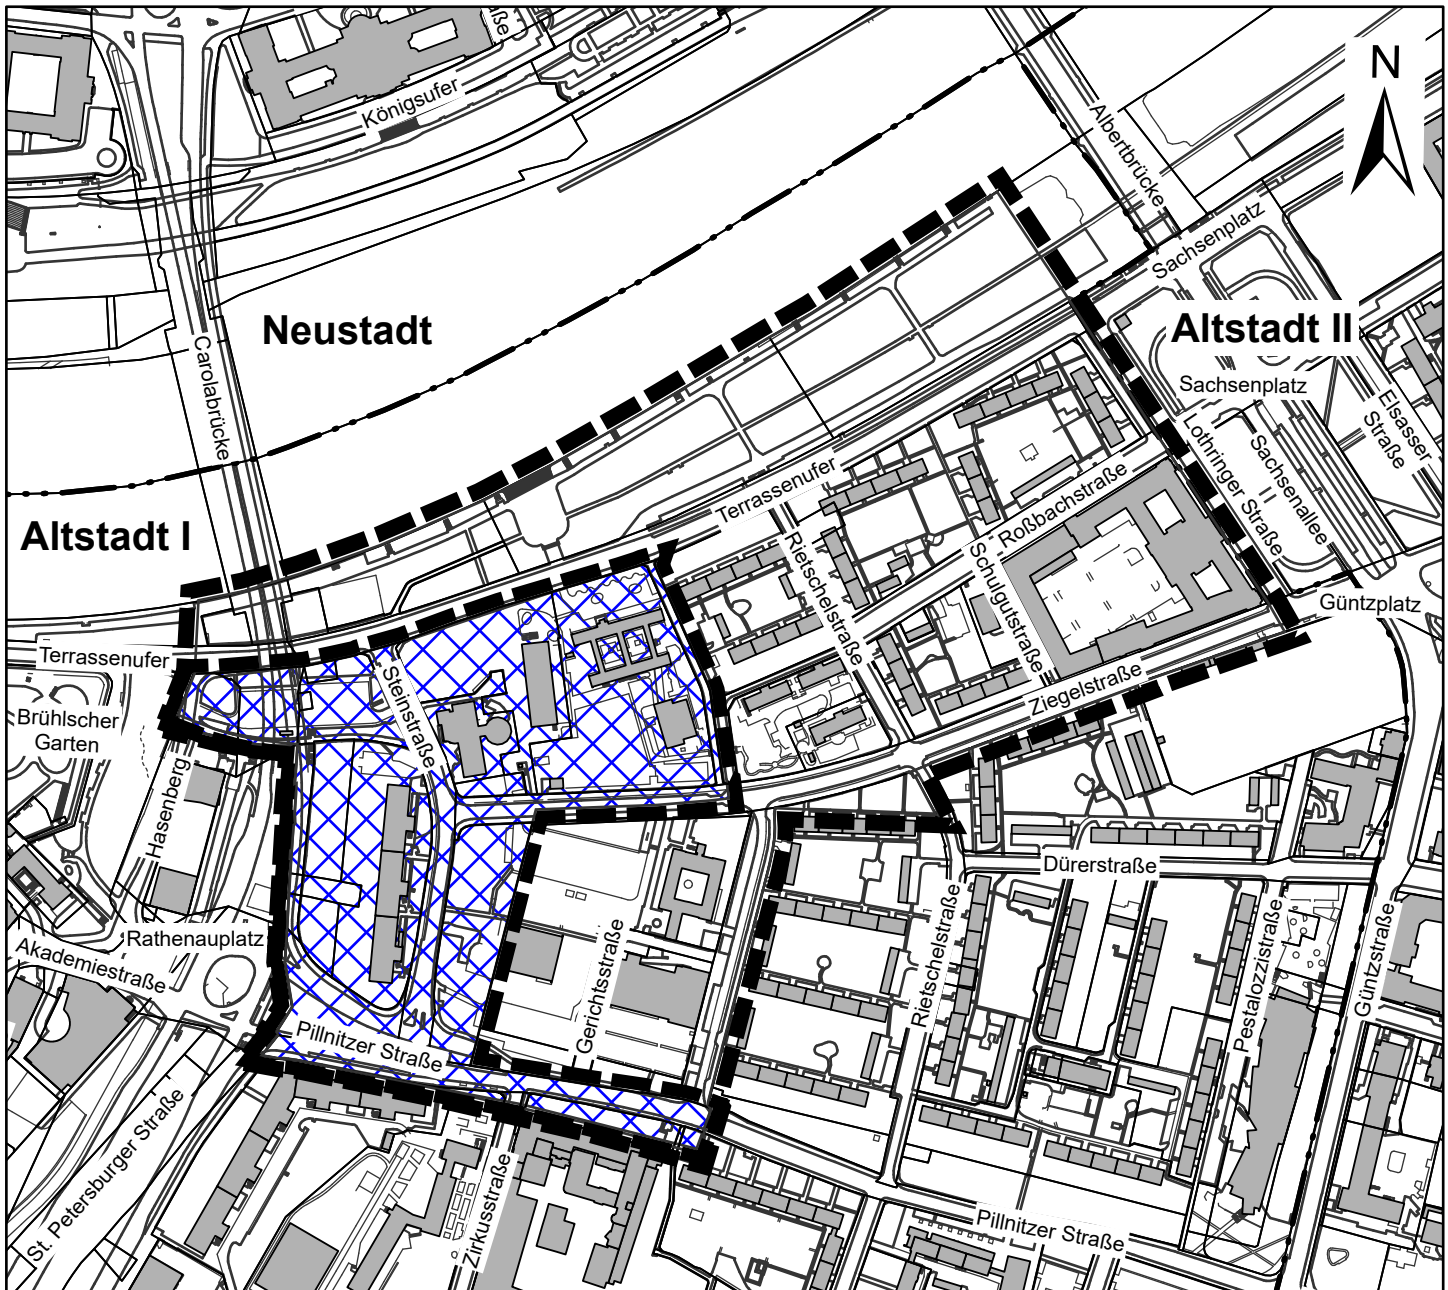 aße
N
Königsufer
Albertbrücke
Sachsenplatz
Neustadt
Altstadt II
Carolabrücke
Sachsenplatz
Elsasser
Straße
Lothringer Straße
Sachsenallee
Terrassenufer
Roßbachstraße
Altstadt I
Rietschelstraße
Schulgutstraße
Güntzplatz
Terrassenufer
Steinstraße
Ziegelstraße
Brühlscher
Garten
Hasenberg
Dürerstraße
Rathenauplatz
Akademiestraße
Gerichtsstraße
Rietschelstraße
Pestalozzistraße
Güntzstraße
Pillnitzer Straße
St. Petersburger Straße
Zirkusstraße
Pillnitzer Straße